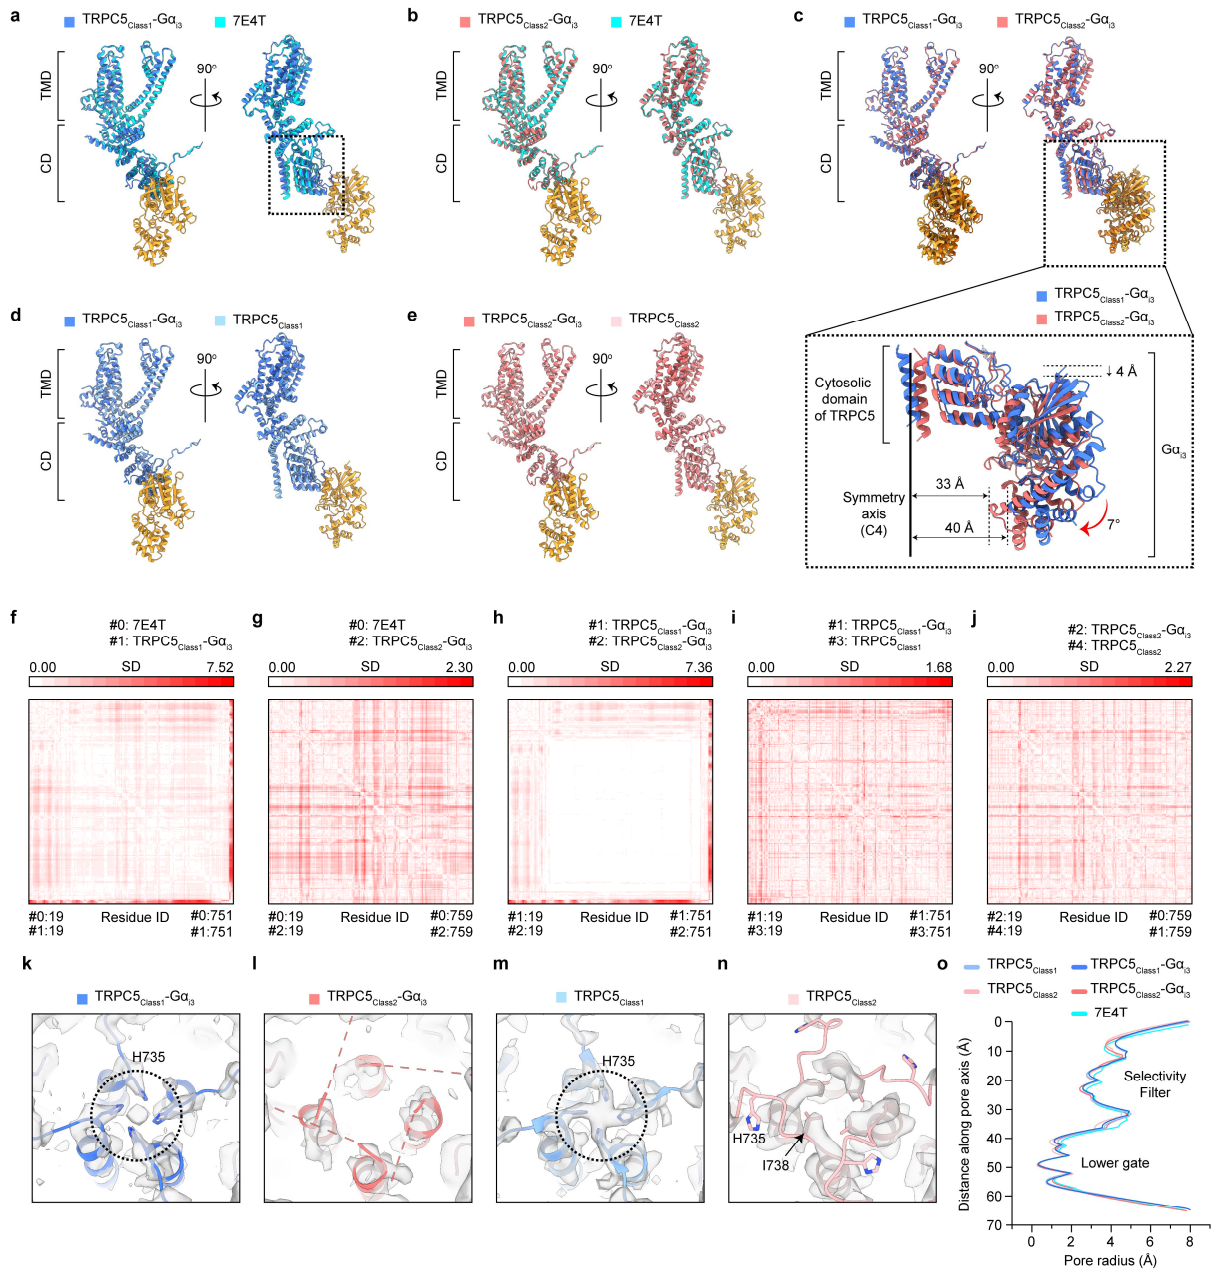 a
TRPC5Class1-Gαi3 7E4T
90°
TMD
CD
b
TRPC5Class2-Gαi3 7E4T
90°
TMD
CD
c
TRPC5Class1-Gαi3 TRPC5Class2-Gαi3
90°
TMD
CD
d
TRPC5Class1-Gαi3 TRPC5Class1
90°
TMD
CD
e
TRPC5Class2-Gαi3 TRPC5Class2
90°
TMD
CD
TRPC5Class1-Gαi3
TRPC5Class2-Gαi3
Cytosolic
domain
of TRPC5
↓ 4 Å
Gαi3
33 Å
Symmetry
axis
(C4)
40 Å
7°
f
#0: 7E4T
#1: TRPC5Class1-Gαi3
0.00 SD 7.52
#0:19 Residue ID #0:751
#1:19 #1:751
g
#0: 7E4T
#2: TRPC5Class2-Gαi3
0.00 SD 2.30
#0:19 Residue ID #0:759
#2:19 #2:759
h
#1: TRPC5Class1-Gαi3
#2: TRPC5Class2-Gαi3
0.00 SD 7.36
#1:19 Residue ID #1:751
#2:19 #2:751
i
#1: TRPC5Class1-Gαi3
#3: TRPC5Class1
0.00 SD 1.68
#1:19 Residue ID #1:751
#3:19 #3:751
j
#2: TRPC5Class2-Gαi3
#4: TRPC5Class2
0.00 SD 2.27
#2:19 Residue ID #0:759
#4:19 #1:759
k
TRPC5Class1-Gαi3
H735
l
TRPC5Class2-Gαi3
m
TRPC5Class1
H735
n
TRPC5Class2
H735
I738
o
TRPC5Class1 TRPC5Class1-Gαi3
TRPC5Class2 TRPC5Class2-Gαi3
7E4T
Distance along pore axis (Å)
0
10
20
30
40
50
60
70
Selectivity
Filter
Lower gate
0 2 4 6 8
Pore radius (Å)